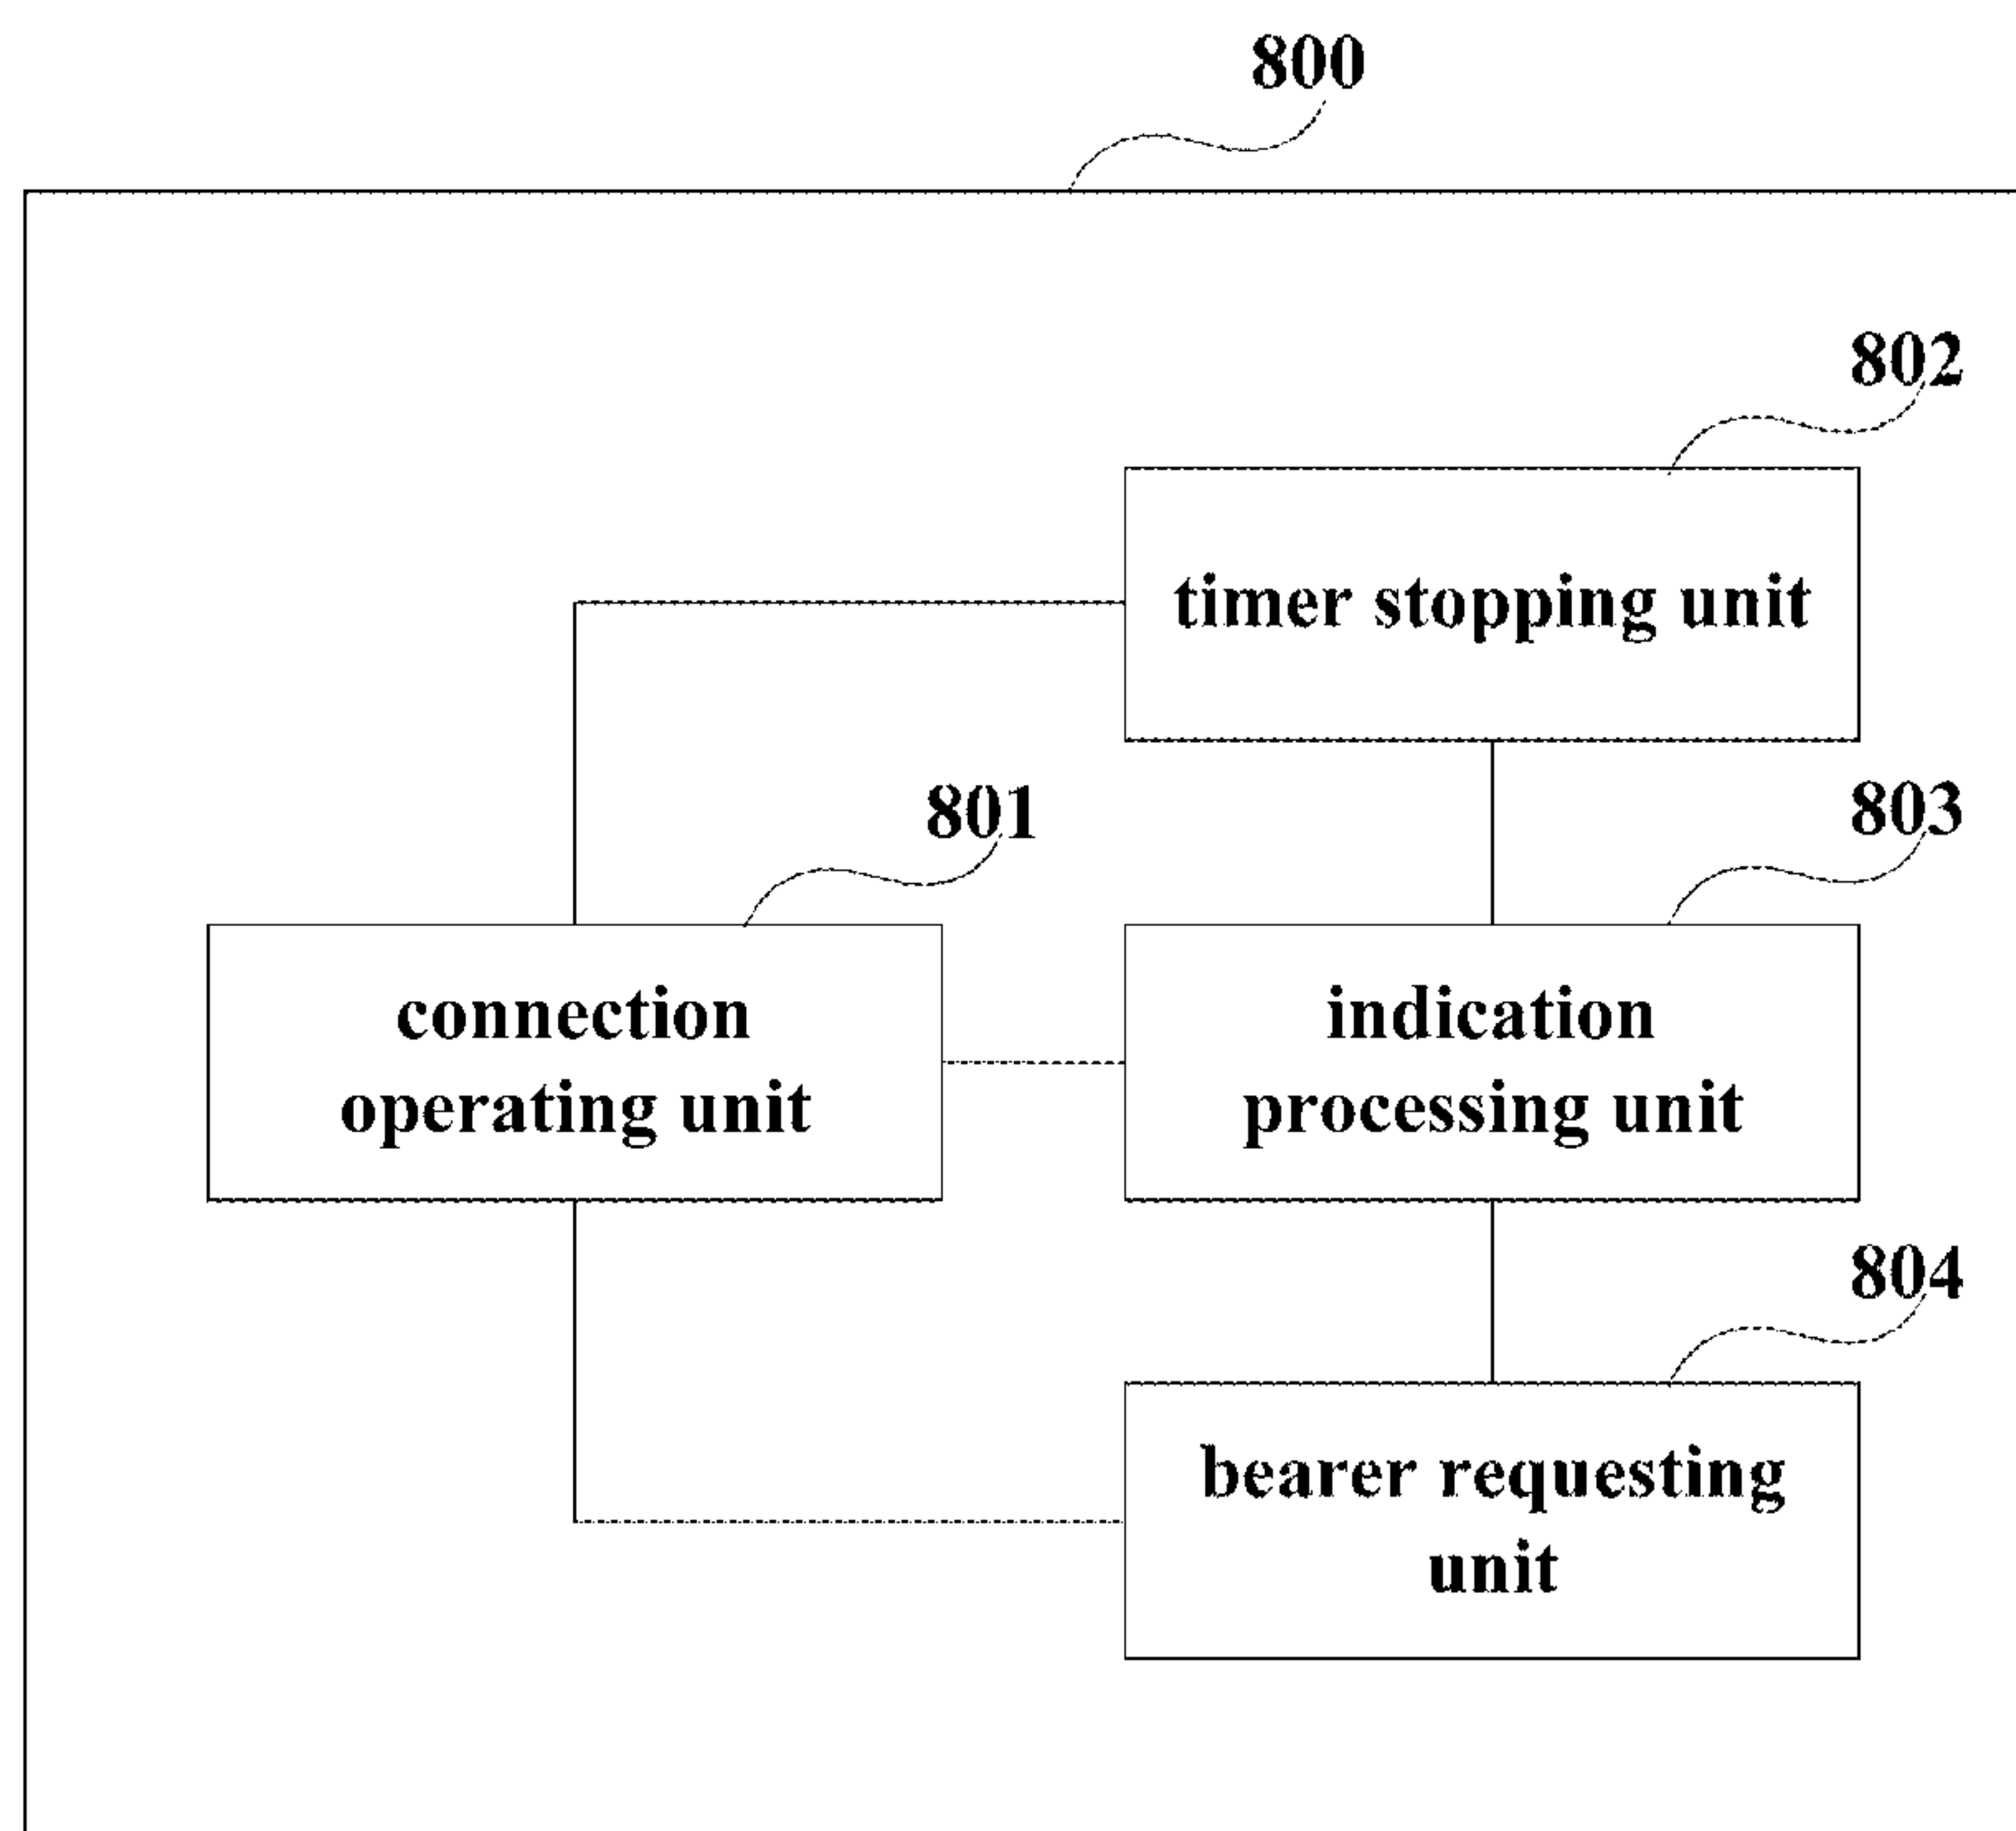 800
802
timer stopping unit
801
803
connection
operating unit
indication
processing unit
804
bearer requesting
unit